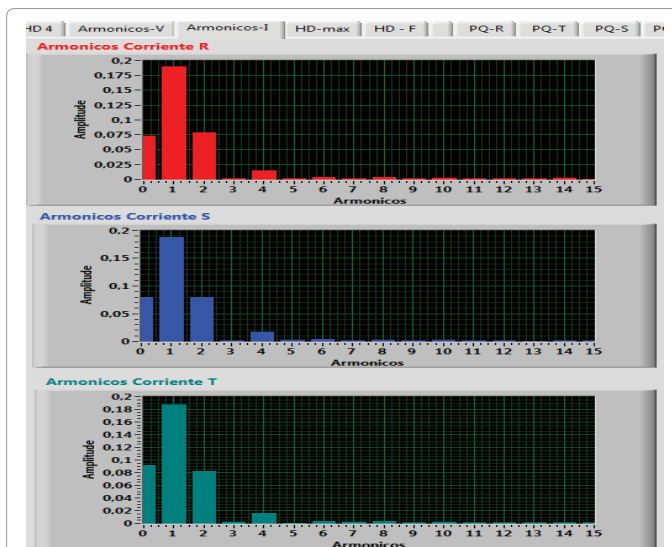 HD 4 Armonicos-V Armonicos-I HD-max HD - F PQ-R PQ-T PQ-S
Armonicos Corriente R
Amplitude
0,2
0,175
0,15
0,125
0,1
0,075
0,05
0,025
0
0 1 2 3 4 5 6 7 8 9 10 11 12 13 14 15
Armonicos
Armonicos Corriente S
Amplitude
0,2
0,15
0,1
0,05
0
0 1 2 3 4 5 6 7 8 9 10 11 12 13 14 15
Armonicos
Armonicos Corriente T
Amplitude
0,2
0,18
0,16
0,14
0,12
0,1
0,08
0,06
0,04
0,02
0
0 1 2 3 4 5 6 7 8 9 10 11 12 13 14 15
Armonicos